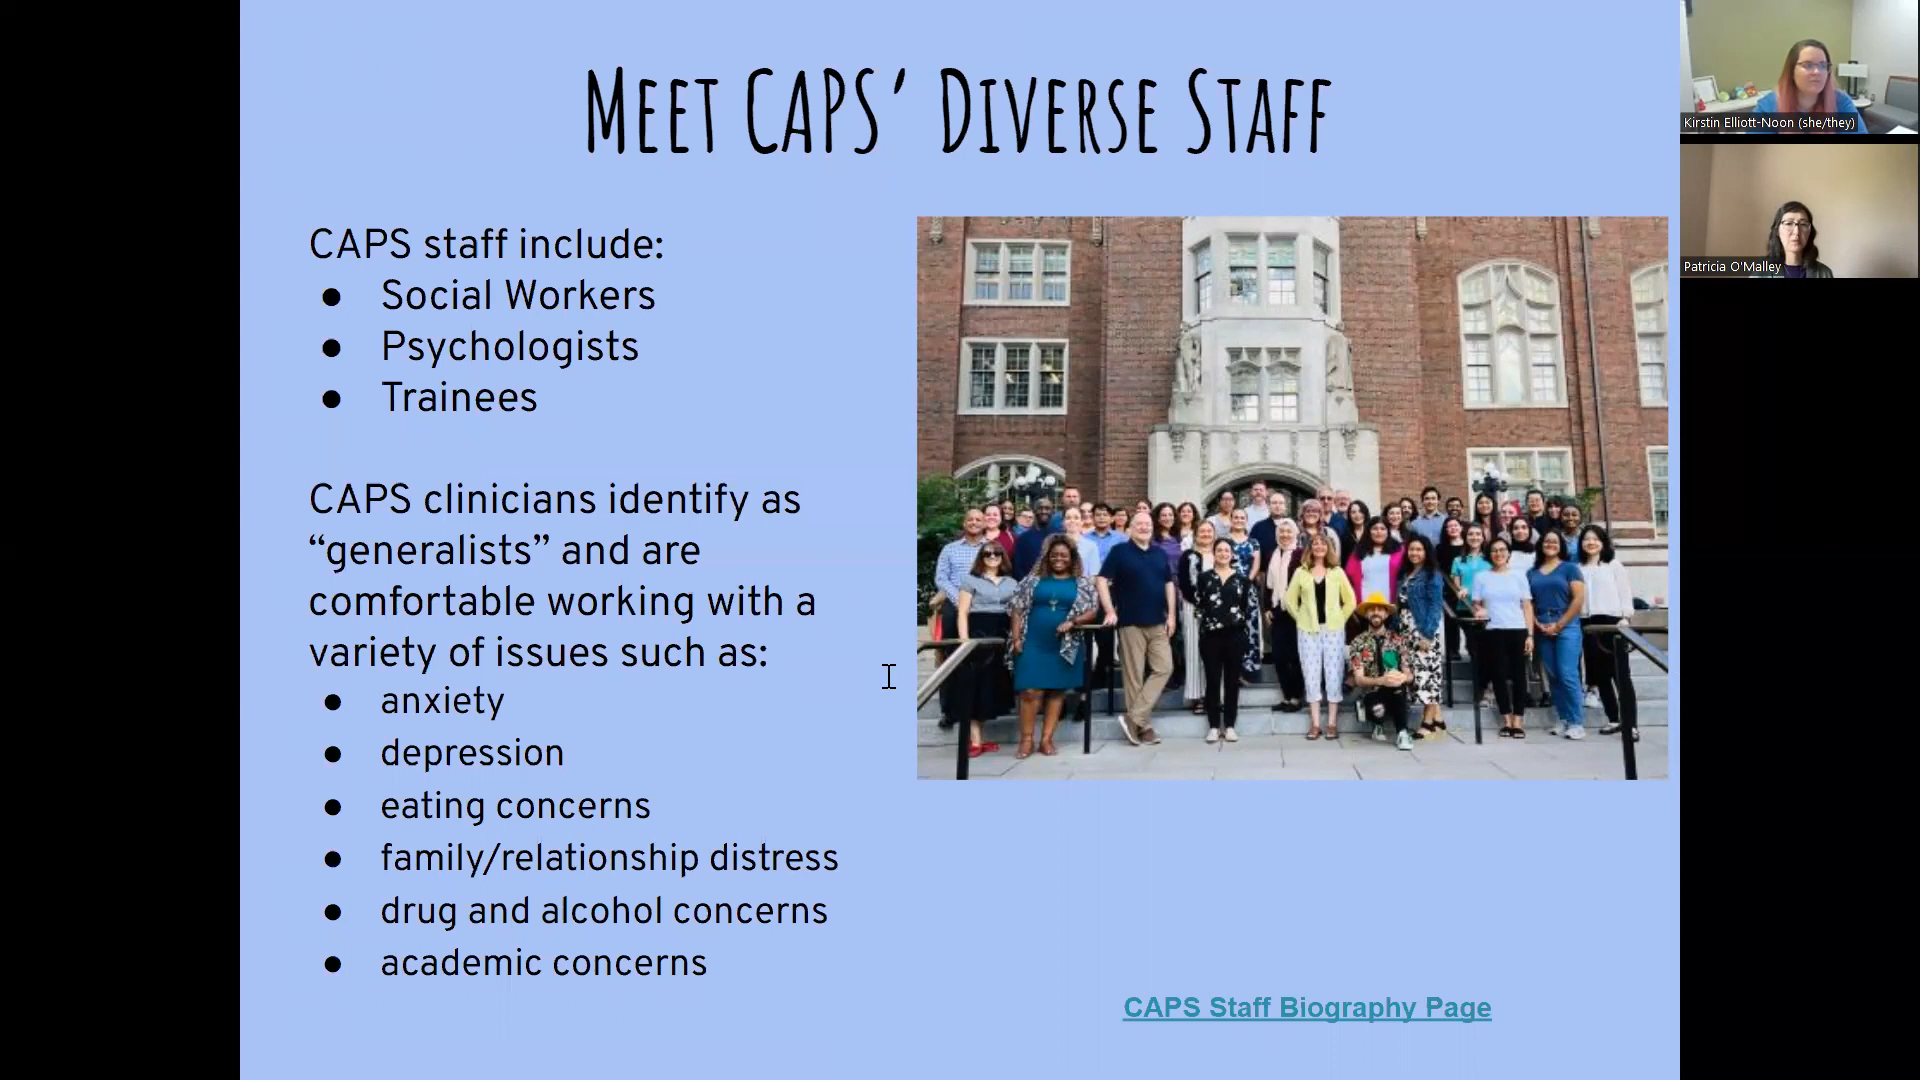 MEET CAPS’ DIVERSE STAFF
CAPS staff include:
● Social Workers
● Psychologists
● Trainees
CAPS clinicians identify as
“generalists” and are
comfortable working with a
variety of issues such as:
● anxiety
● depression
● eating concerns
● family/relationship distress
● drug and alcohol concerns
● academic concerns
CAPS Staff Biography Page
Kirstin Elliott-Noon (she/they)
Patricia O'Malley